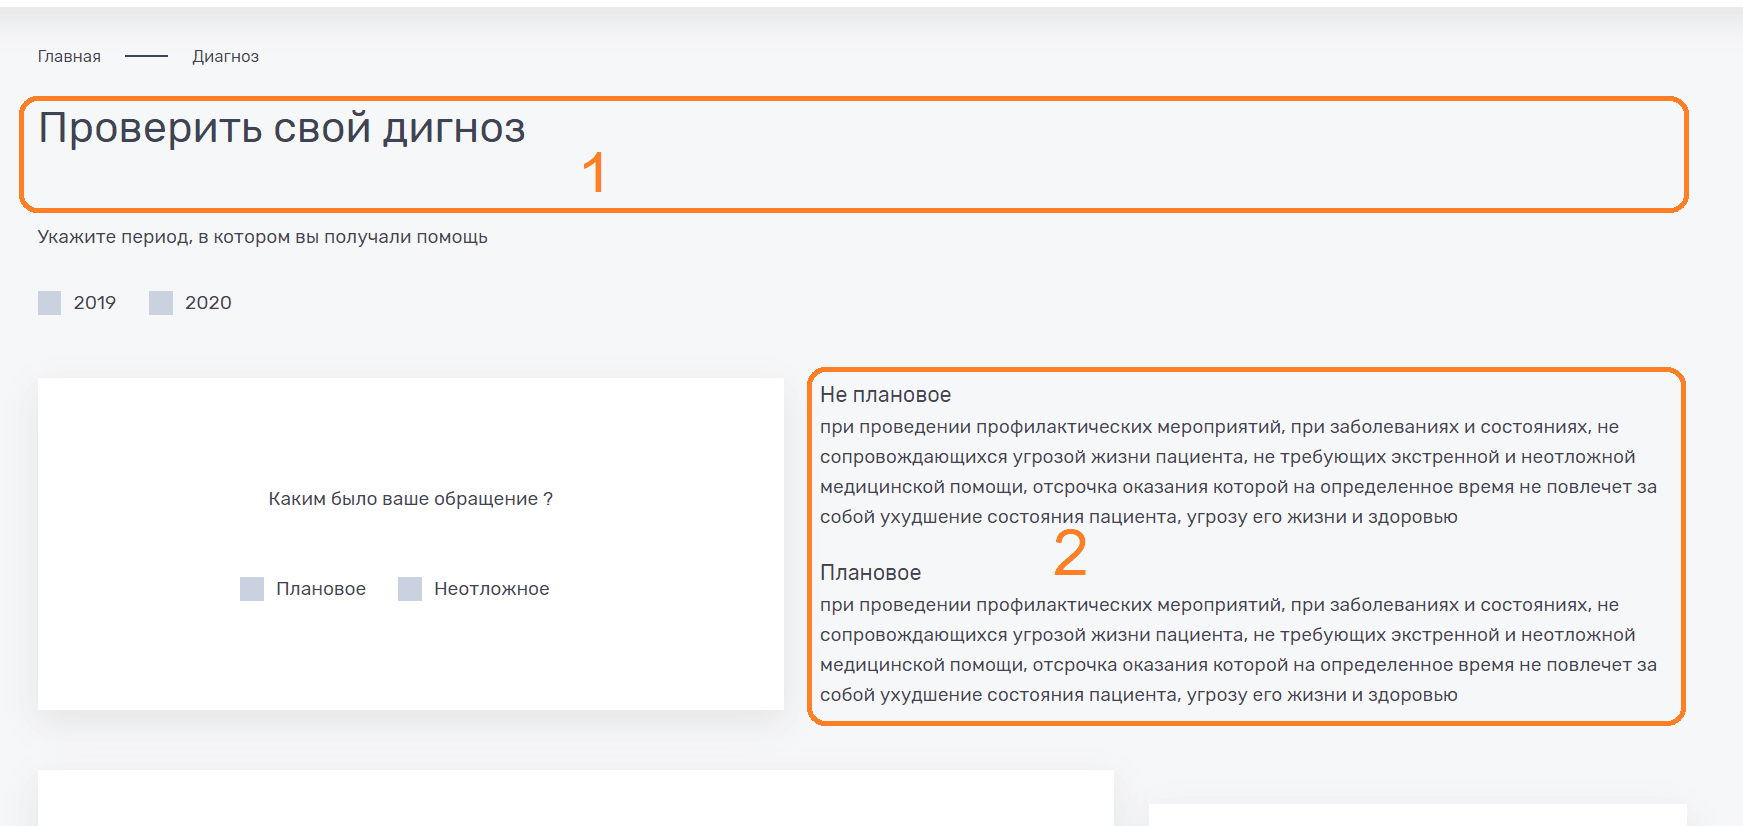 Главная Диагноз
Проверить свой дигноз
1
Укажите период, в котором вы получали помощь
2019 2020
Каким было ваше обращение ?
Плановое Неотложное
Не плановое
при проведении профилактических мероприятий, при заболеваниях и состояниях, не
сопровождающихся угрозой жизни пациента, не требующих экстренной и неотложной
медицинской помощи, отсрочка оказания которой на определенное время не повлечет за
собой ухудшение состояния пациента, угрозу его жизни и здоровью
2
Плановое
при проведении профилактических мероприятий, при заболеваниях и состояниях, не
сопровождающихся угрозой жизни пациента, не требующих экстренной и неотложной
медицинской помощи, отсрочка оказания которой на определенное время не повлечет за
собой ухудшение состояния пациента, угрозу его жизни и здоровью